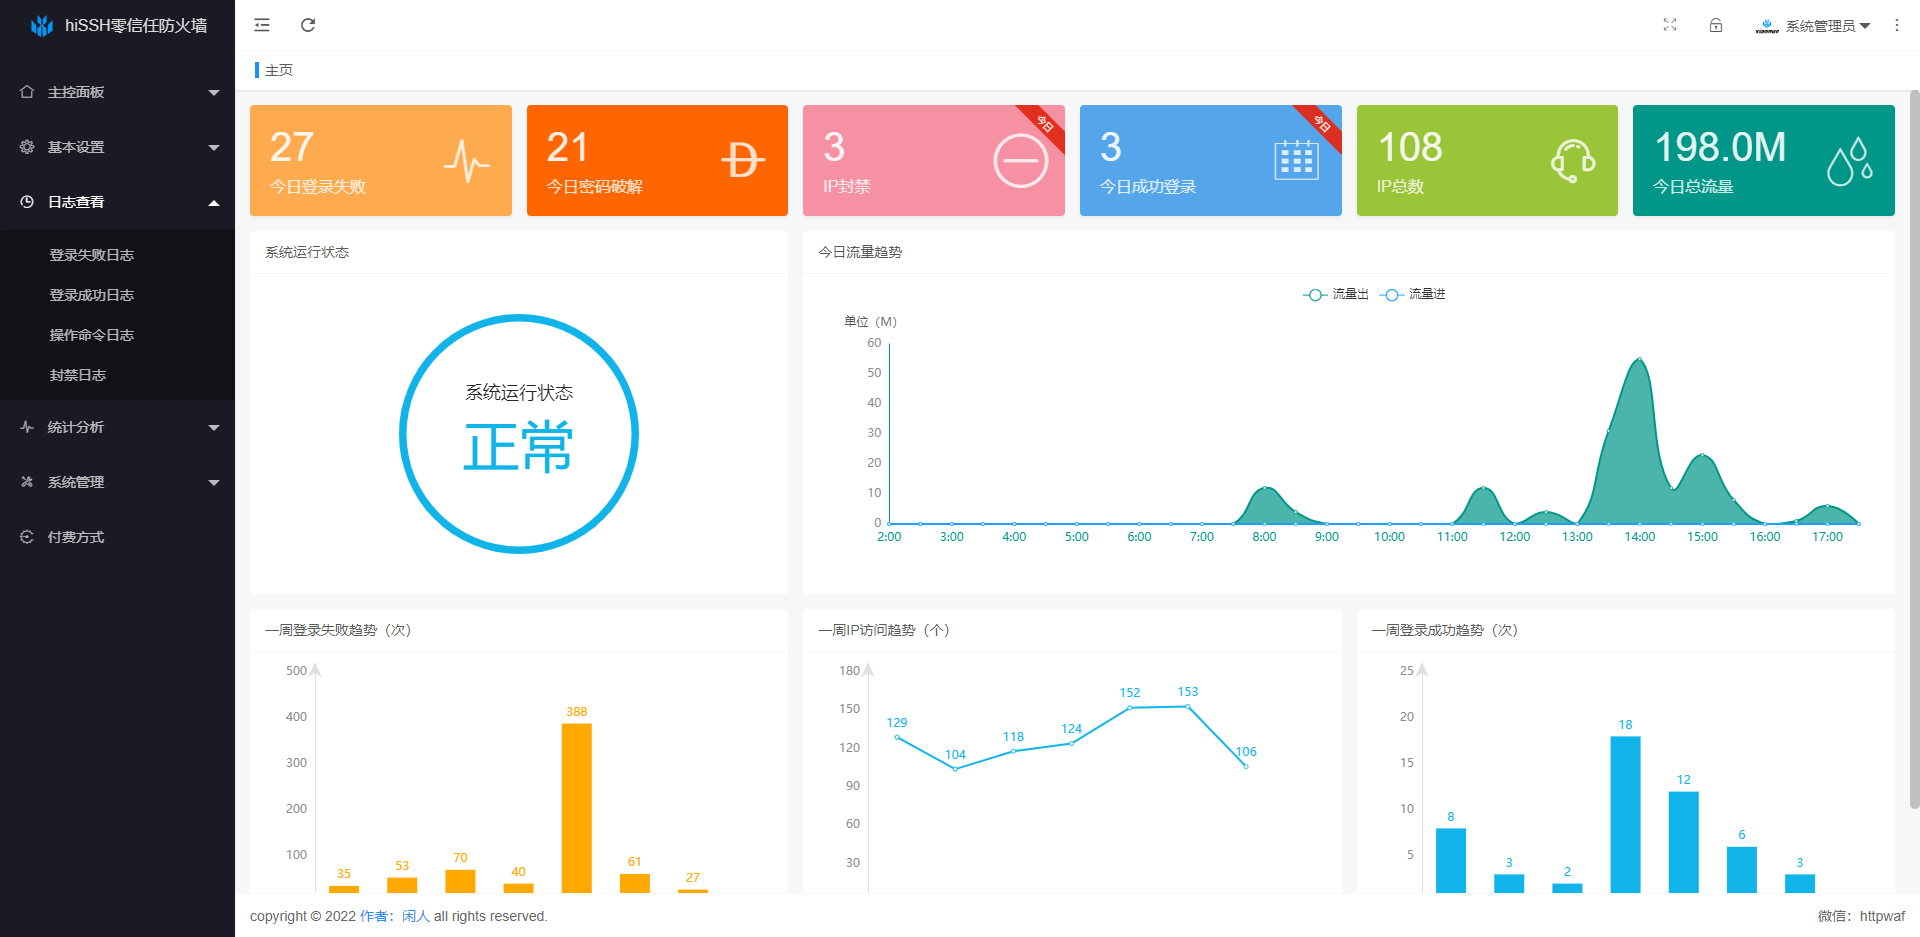 hiSSH零信任防火墙
系统管理员
主控面板
基本设置
日志查看
登录失败日志
登录成功日志
操作命令日志
封禁日志
统计分析
系统管理
付费方式
主页
27
今日登录失败
21
今日密码破解
3
IP封禁
今日
3
今日成功登录
今日
108
IP总数
198.0M
今日总流量
系统运行状态
系统运行状态
正常
今日流量趋势
流量出 流量进
单位（M）
60
50
40
30
20
10
0
2:00 3:00 4:00 5:00 6:00 7:00 8:00 9:00 10:00 11:00 12:00 13:00 14:00 15:00 16:00 17:00
一周登录失败趋势（次）
500
400
300
200
100
35 53 70 40 388 61 27
一周IP访问趋势（个）
180
150
120
90
60
30
129 104 118 124 152 153 106
一周登录成功趋势（次）
25
20
15
10
5
8 3 2 18 12 6 3
copyright © 2022 作者：闲人 all rights reserved.
微信：httpwaf